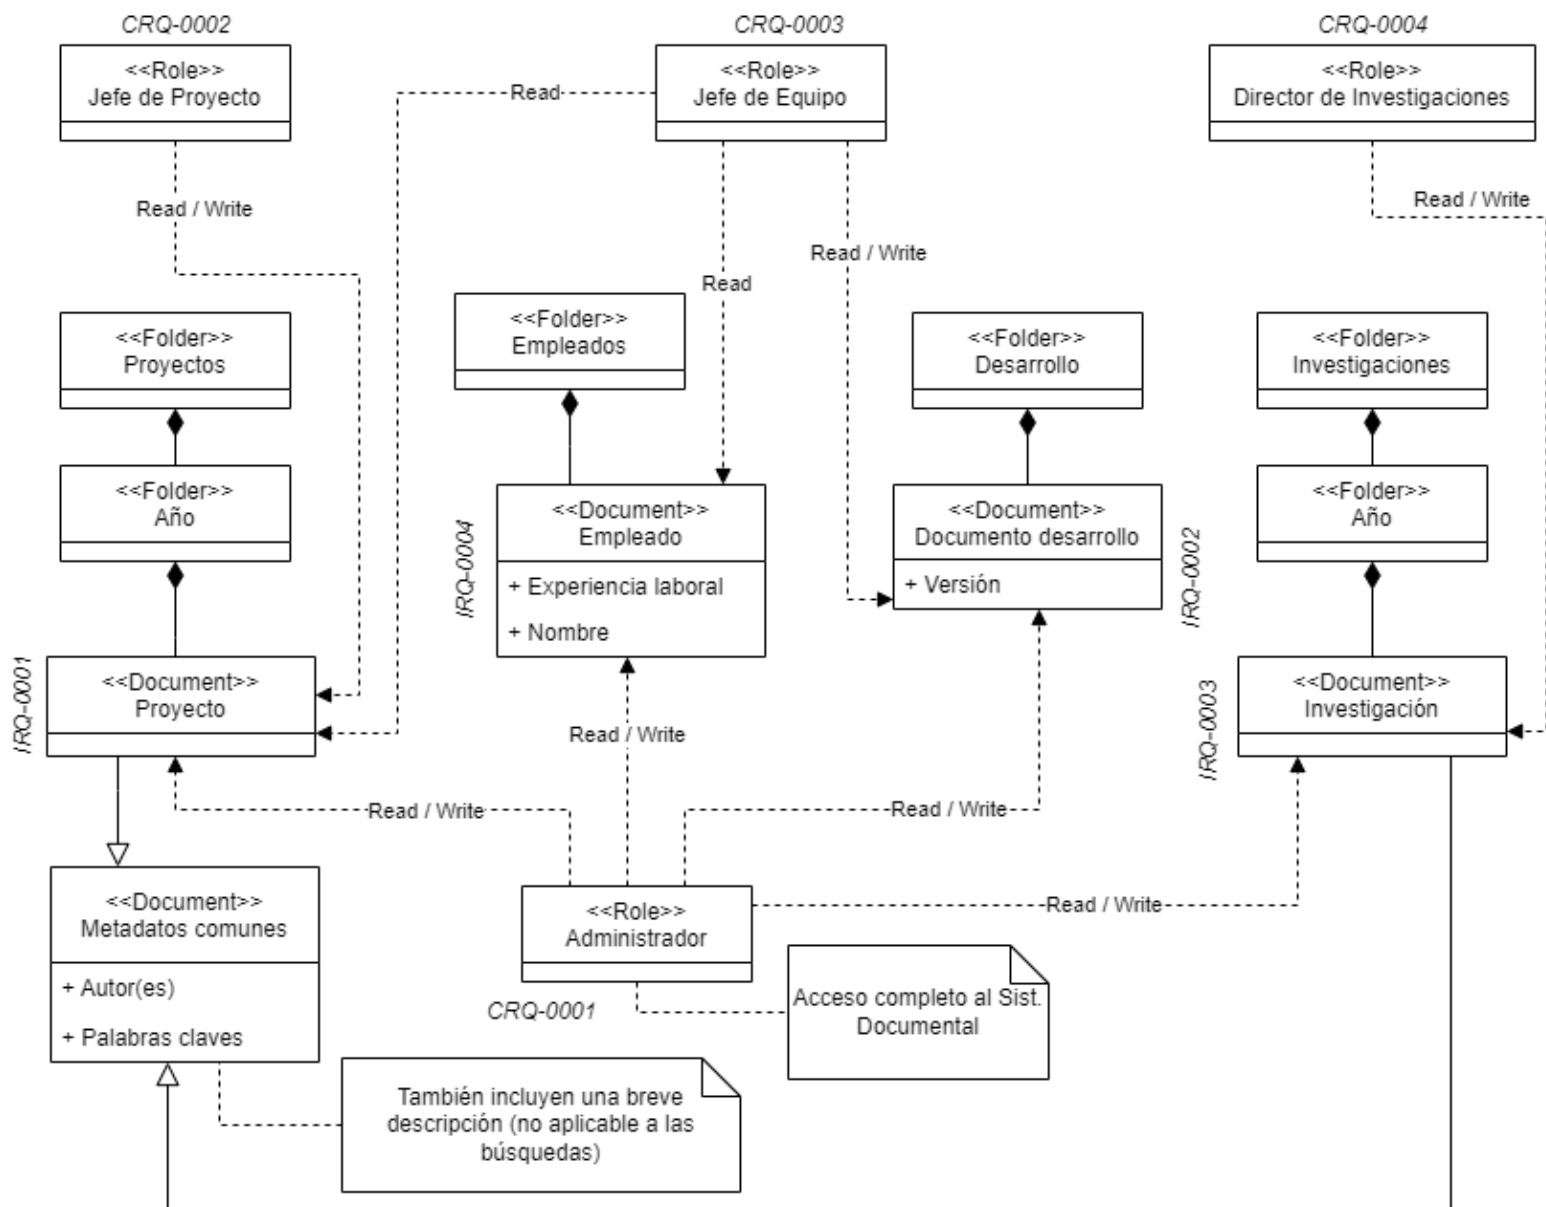 CRQ-0002
CRQ-0003
CRQ-0004
<<Role>>
Jefe de Proyecto
<<Role>>
Jefe de Equipo
<<Role>>
Director de Investigaciones
Read
Read / Write
Read / Write
Read / Write
Read
<<Folder>>
Proyectos
<<Folder>>
Empleados
<<Folder>>
Desarrollo
<<Folder>>
Investigaciones
<<Folder>>
Año
<<Folder>>
Año
<<Document>>
Empleado
+ Experiencia laboral
+ Nombre
IRQ-0004
<<Document>>
Documento desarrollo
+ Versión
IRQ-0002
IRQ-0001
<<Document>>
Proyecto
IRQ-0003
<<Document>>
Investigación
Read / Write
Read / Write
Read / Write
Read / Write
<<Document>>
Metadatos comunes
+ Autor(es)
+ Palabras claves
<<Role>>
Administrador
CRQ-0001
Acceso completo al Sist.
Documental
También incluyen una breve
descripción (no aplicable a las
búsquedas)